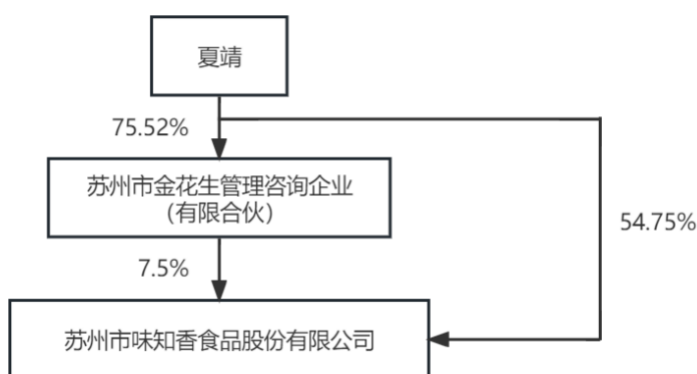 夏靖
75.52%
苏州市金花生管理咨询企业
（有限合伙）
54.75%
7.5%
苏州市味知香食品股份有限公司